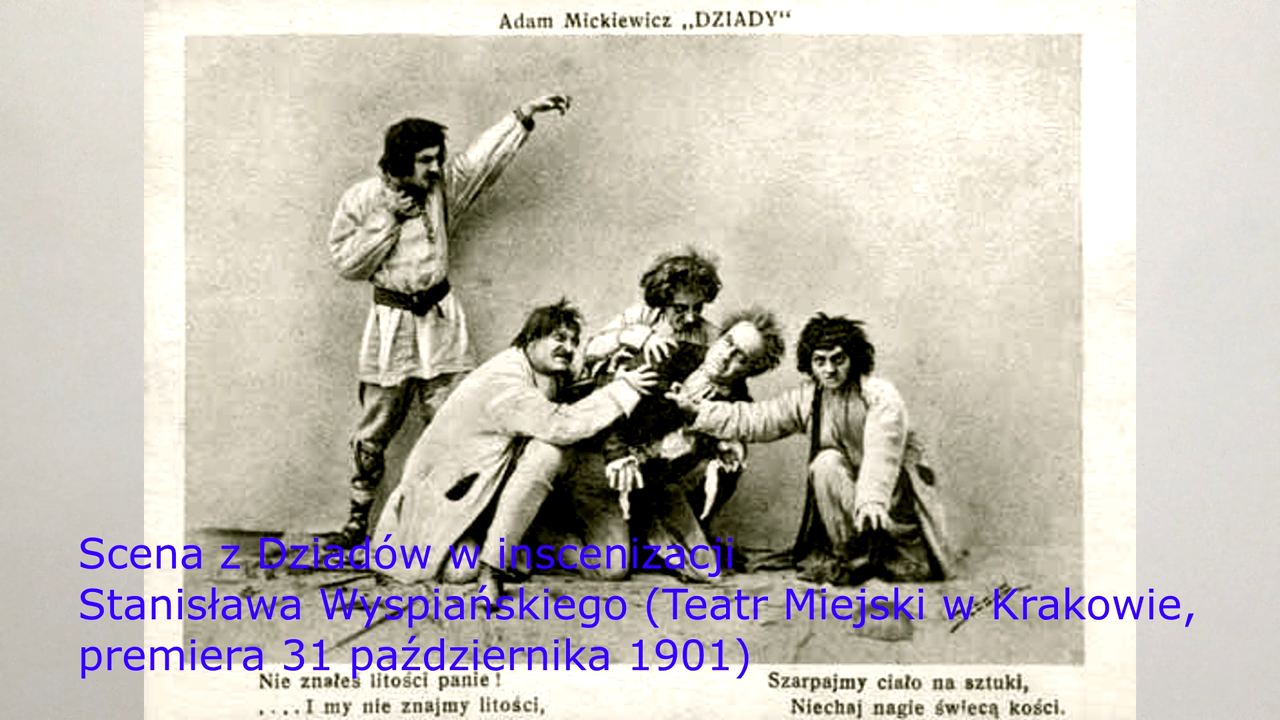 Adam Mickiewicz „DZIADY“
Scena z Dziadów w inscenizacji
Stanisława Wyspiańskiego (Teatr Miejski w Krakowie,
premiera 31 października 1901)
Nie znałeś litości panie !
. . . . I my nie znajmy litości,
Szarpajmy ciało na sztuki,
Niechaj nagie świecą kości.